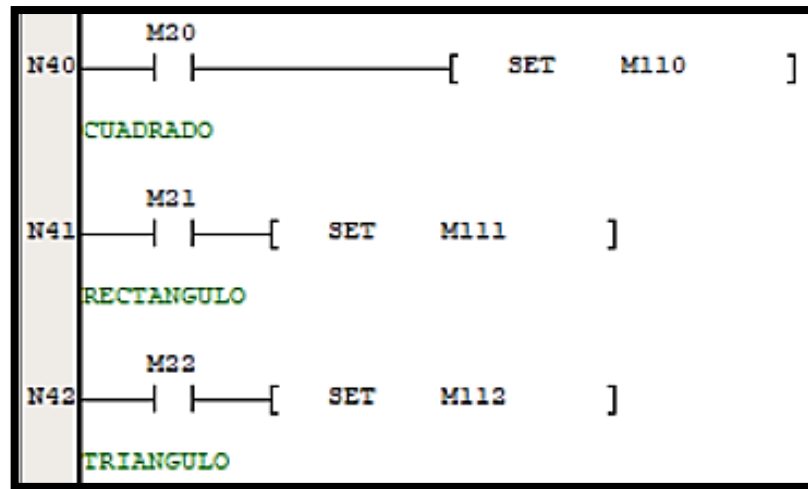 M20
N40 SET M110
CUADRADO
M21
N41 SET M111
RECTANGULO
M22
N42 SET M112
TRIANGULO